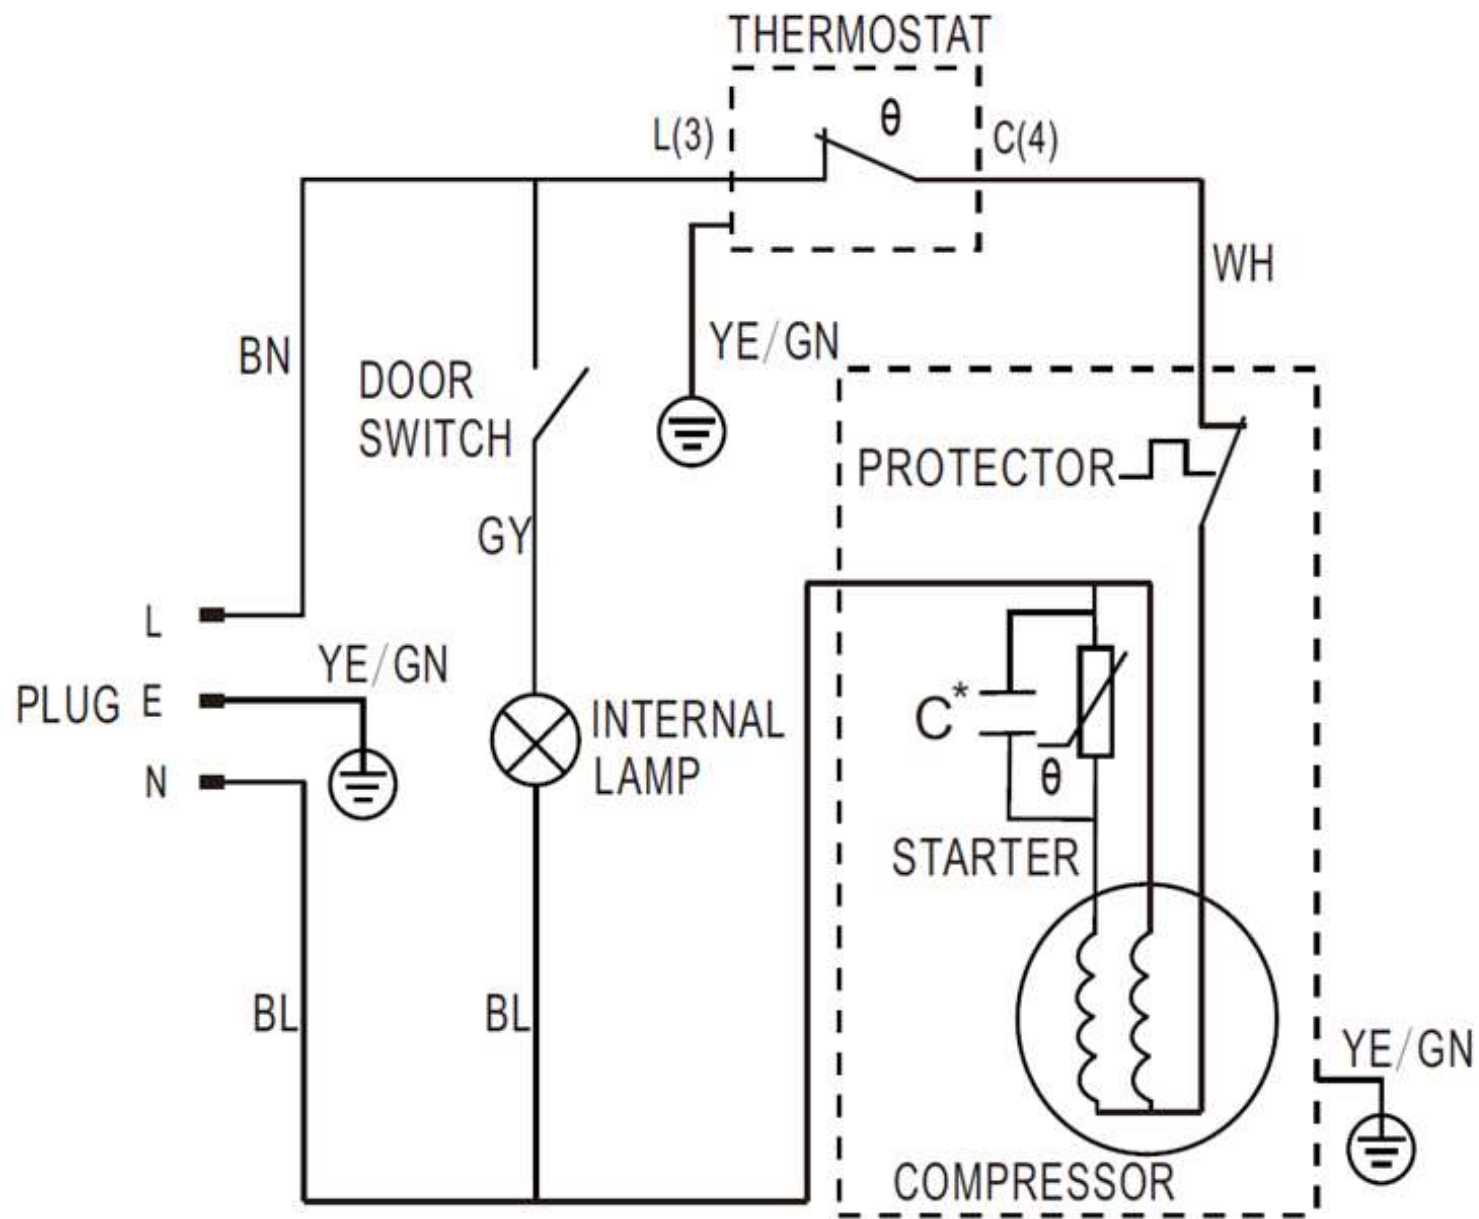 THERMOSTAT
L(3)
θ
C(4)
WH
YE/GN
BN
DOOR
SWITCH
PROTECTOR
GY
L
YE/GN
PLUG E
N
INTERNAL
LAMP
C*
θ
STARTER
BL
BL
YE/GN
COMPRESSOR